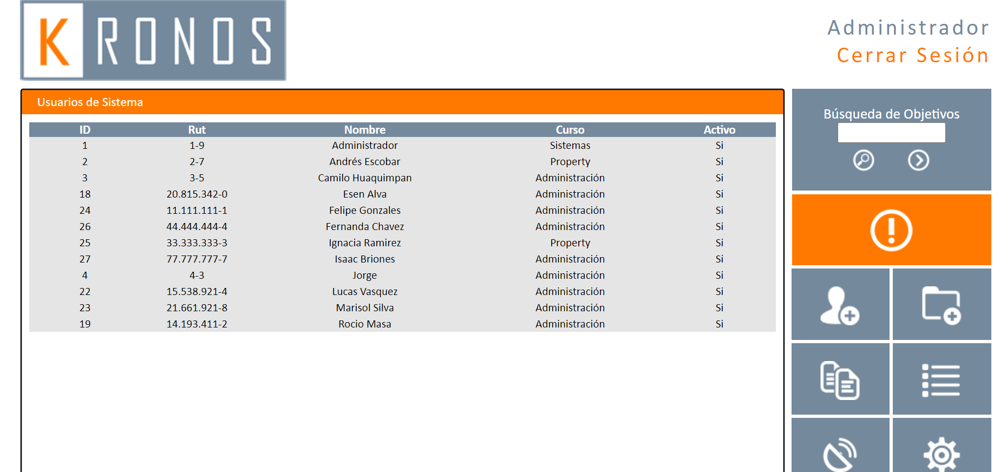 KRONOS
Administrador
Cerrar Sesión
Usuarios de Sistema
ID Rut Nombre Curso Activo
1 1-9 Administrador Sistemas Si
2 2-7 Andrés Escobar Property Si
3 3-5 Camilo Huaquimpan Administración Si
18 20.815.342-0 Esen Alva Administración Si
24 11.111.111-1 Felipe Gonzales Administración Si
26 44.444.444-4 Fernanda Chavez Administración Si
25 33.333.333-3 Ignacia Ramirez Property Si
27 77.777.777-7 Isaac Briones Administración Si
4 4-3 Jorge Administración Si
22 15.538.921-4 Lucas Vasquez Administración Si
23 21.661.921-8 Marisol Silva Administración Si
19 14.193.411-2 Rocio Masa Administración Si
Búsqueda de Objetivos